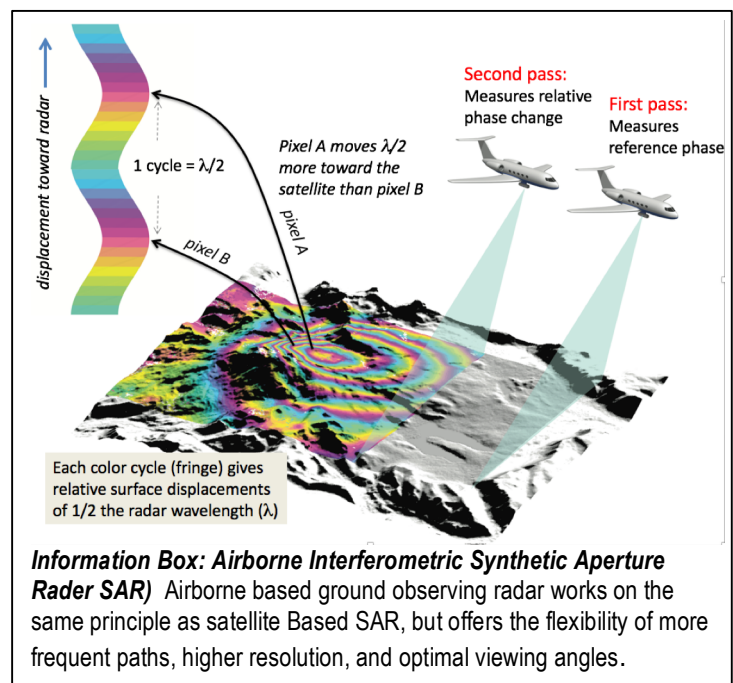 displacement toward radar
1 cycle = λ/2
Pixel A moves λ/2
more toward the
satellite than pixel B
Second pass:
Measures relative
phase change
First pass:
Measures
reference phase
pixel A
pixel B
Each color cycle (fringe) gives
relative surface displacements
of 1/2 the radar wavelength (λ)
Information Box: Airborne Interferometric Synthetic Aperture
Rader SAR) Airborne based ground observing radar works on the
same principle as satellite Based SAR, but offers the flexibility of more
frequent paths, higher resolution, and optimal viewing angles.